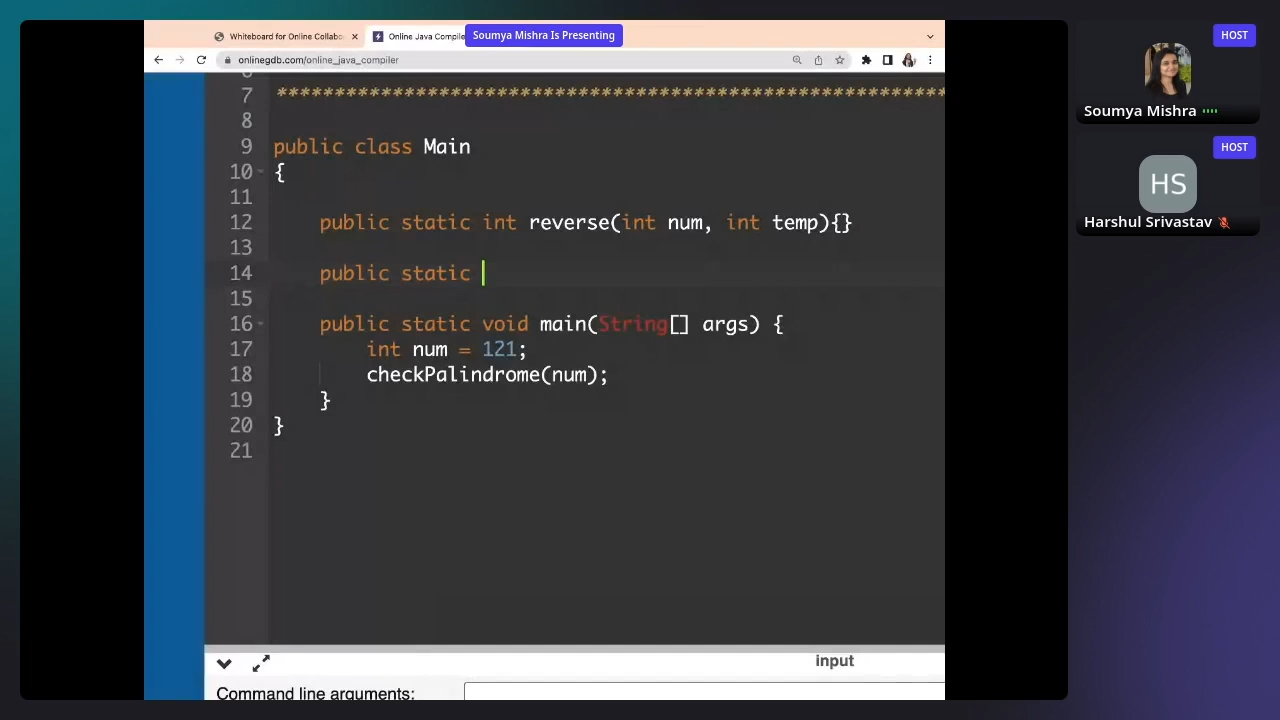 Whiteboard for Online Collabo
Online Java Compile
Soumya Mishra Is Presenting
onlinegdb.com/online_java_compiler
7 ******************************************************************
8
9 public class Main
10 {
11
12 public static int reverse(int num, int temp){}
13
14 public static
15
16 public static void main(String[] args) {
17 int num = 121;
18 checkPalindrome(num);
19 }
20 }
21
input
Command line arguments:
HOST
Soumya Mishra
HOST
HS
Harshul Srivastav